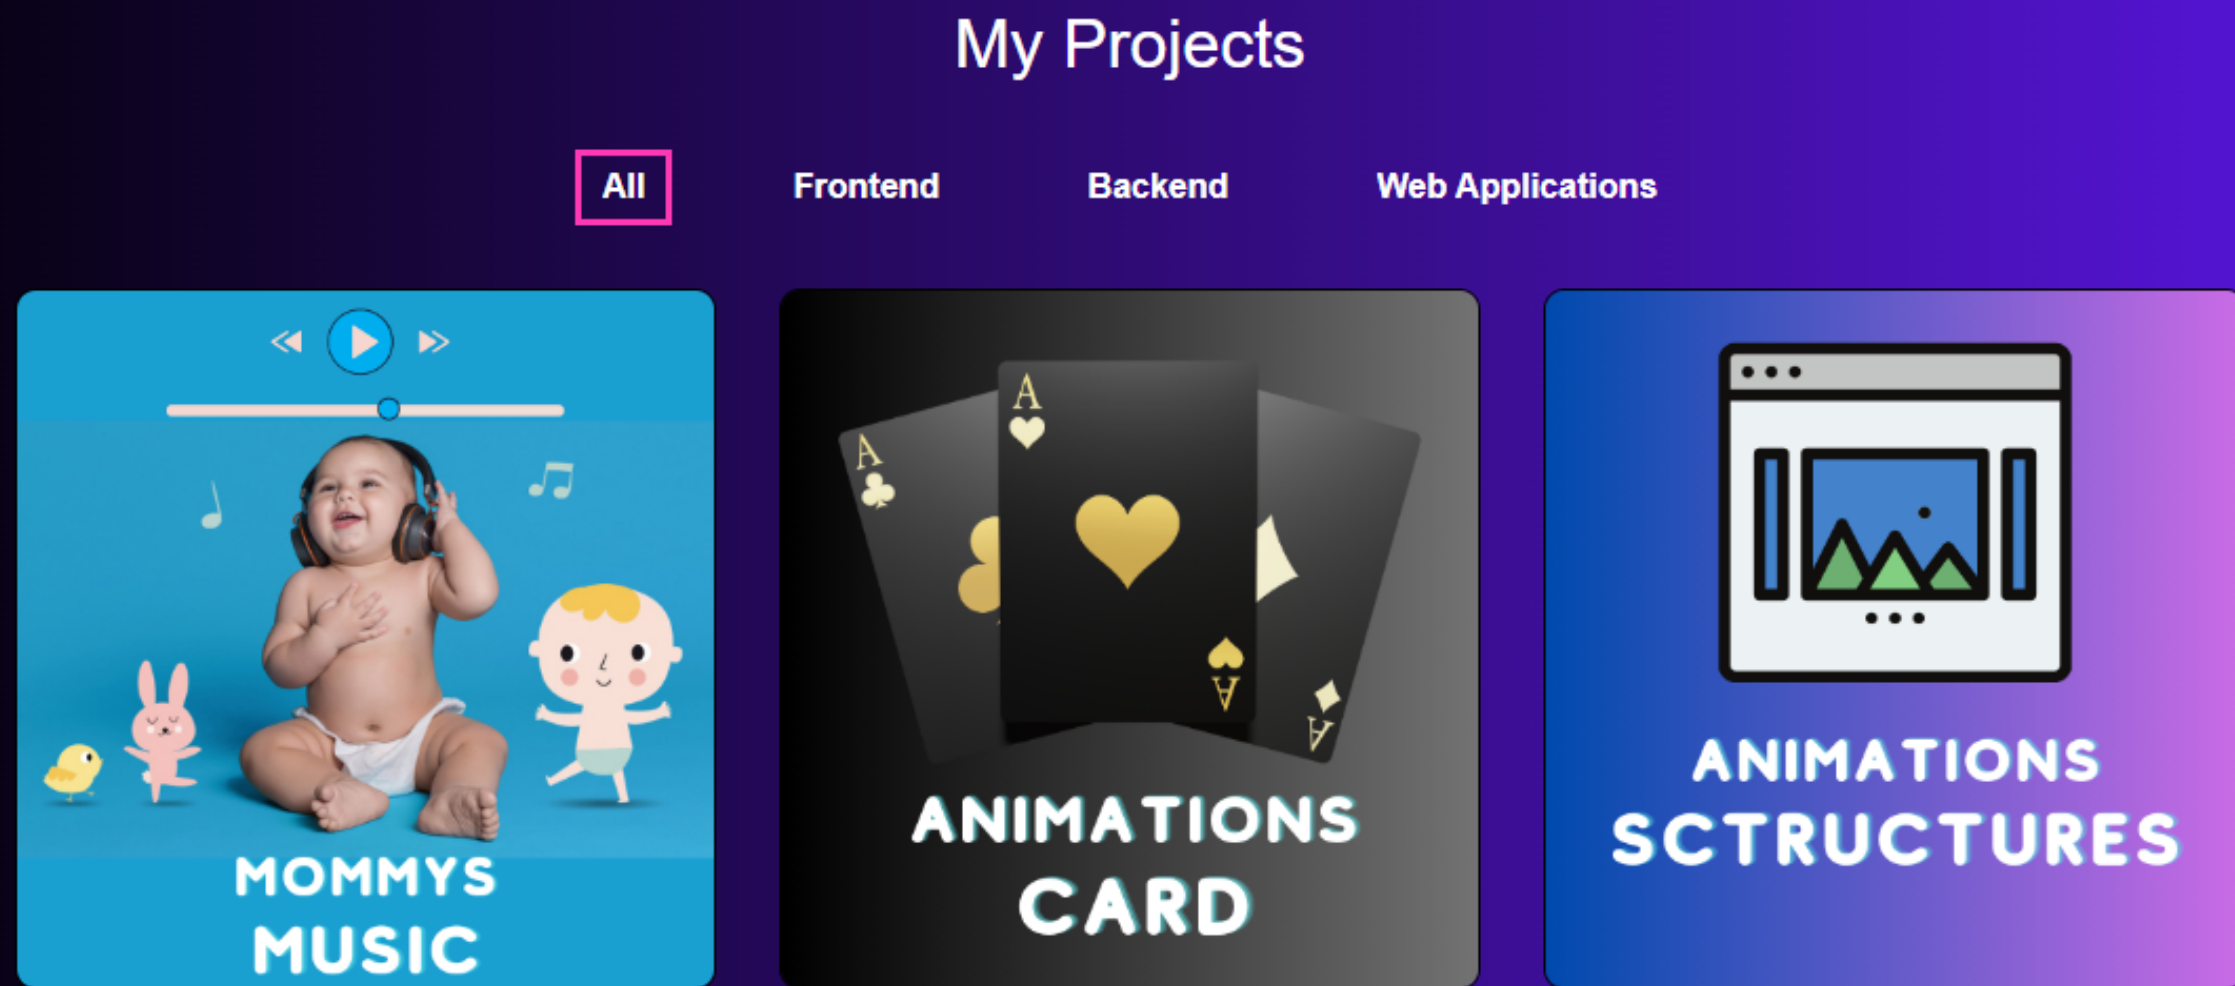 My Projects
All Frontend Backend Web Applications
A
A
A
A
MOMMYS
MUSIC
ANIMATIONS
CARD
ANIMATIONS
SCTRUCTURES